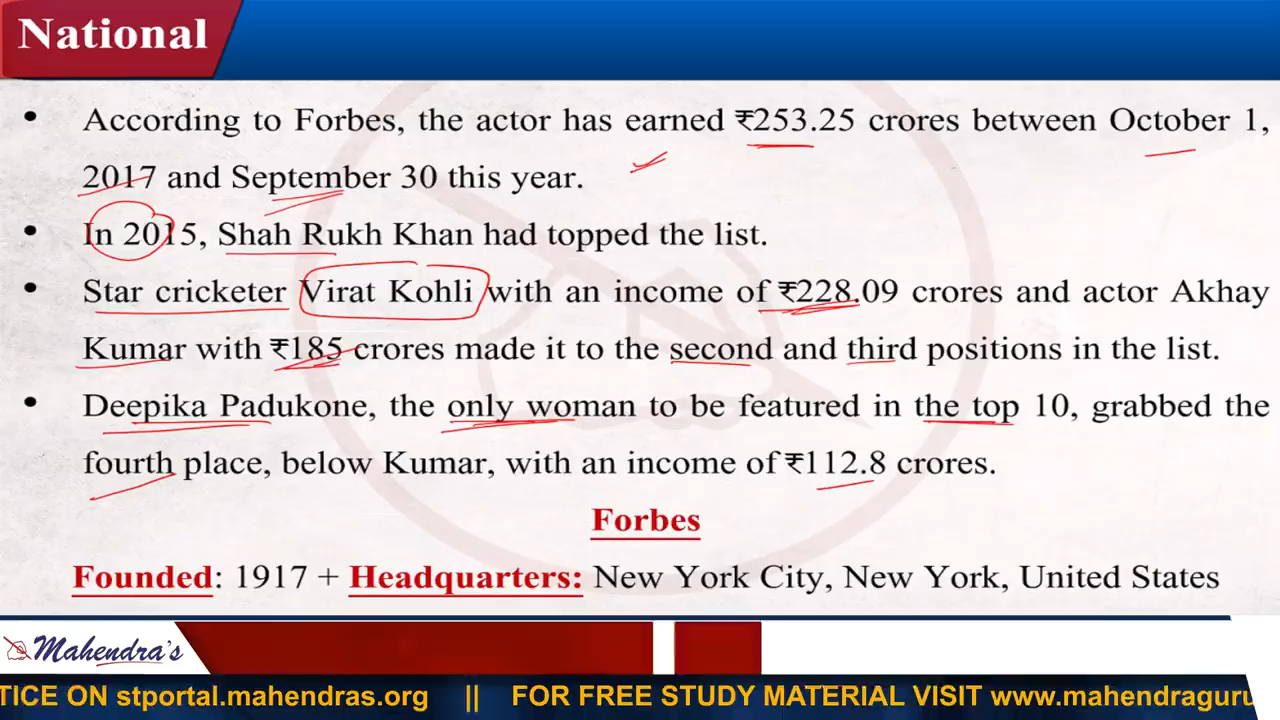 National
• According to Forbes, the actor has earned ₹253.25 crores between October 1,
2017 and September 30 this year.
• In 2015, Shah Rukh Khan had topped the list.
• Star cricketer Virat Kohli with an income of ₹228.09 crores and actor Akhay
Kumar with ₹185 crores made it to the second and third positions in the list.
• Deepika Padukone, the only woman to be featured in the top 10, grabbed the
fourth place, below Kumar, with an income of ₹112.8 crores.
Forbes
Founded: 1917 + Headquarters: New York City, New York, United States
Mahendra's
TICE ON stportal.mahendras.org || FOR FREE STUDY MATERIAL VISIT www.mahendraguru